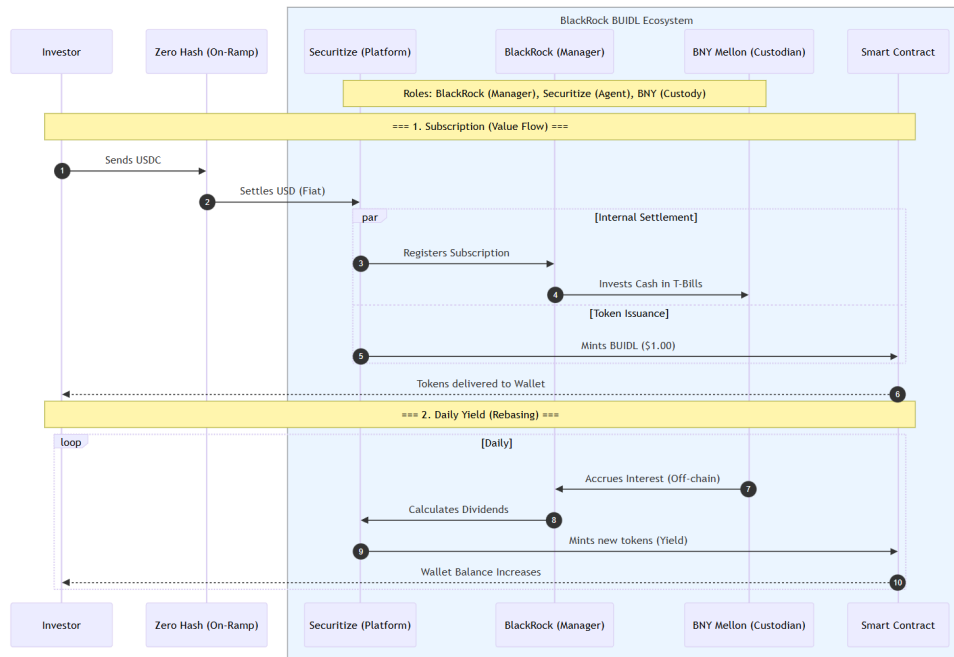 BlackRock BUIDL Ecosystem
Investor
Zero Hash (On-Ramp)
Securitize (Platform)
BlackRock (Manager)
BNY Mellon (Custodian)
Smart Contract
Roles: BlackRock (Manager), Securitize (Agent), BNY (Custody)
=== 1. Subscription (Value Flow) ===
Sends USDC
1
Settles USD (Fiat)
2
par
[Internal Settlement]
Registers Subscription
3
Invests Cash in T-Bills
4
[Token Issuance]
Mints BUIDL ($1.00)
5
Tokens delivered to Wallet
6
=== 2. Daily Yield (Rebasing) ===
loop
[Daily]
Accrues Interest (Off-chain)
7
Calculates Dividends
8
Mints new tokens (Yield)
9
Wallet Balance Increases
10
Investor
Zero Hash (On-Ramp)
Securitize (Platform)
BlackRock (Manager)
BNY Mellon (Custodian)
Smart Contract